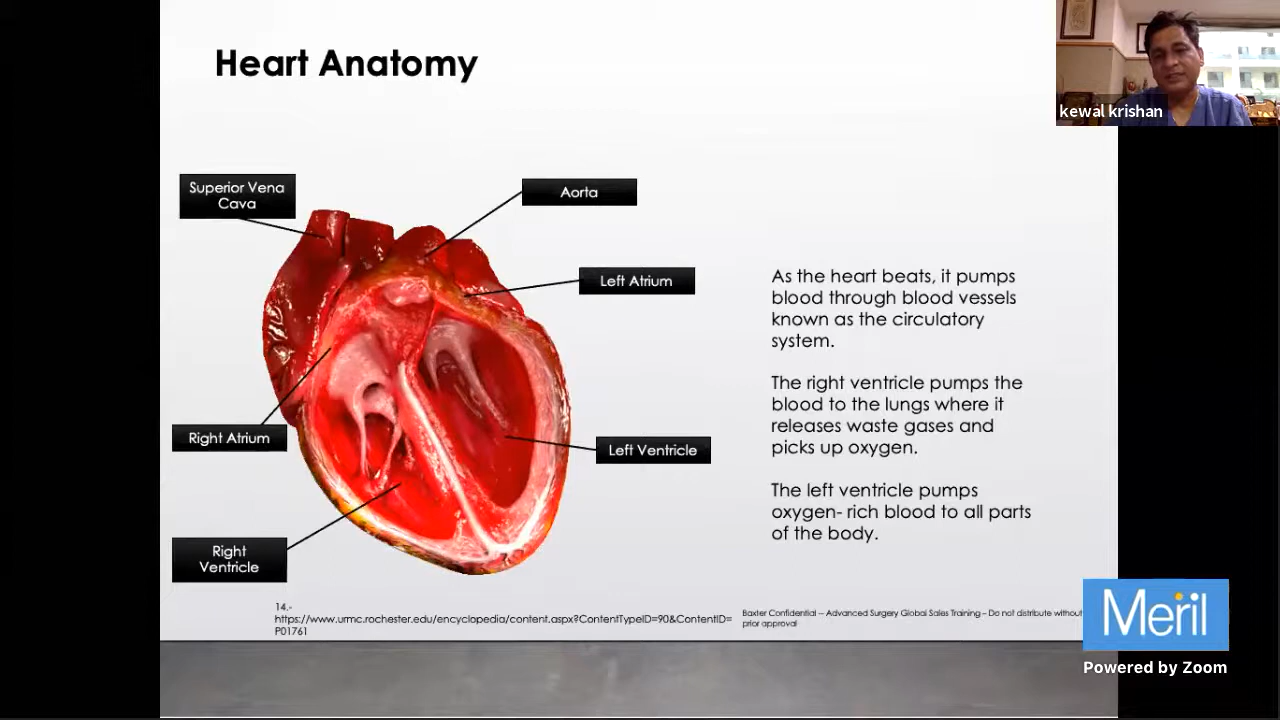 Heart Anatomy
kewal krishan
Superior Vena
Cava
Aorta
Left Atrium
Right Atrium
Left Ventricle
Right
Ventricle
As the heart beats, it pumps
blood through blood vessels
known as the circulatory
system.
The right ventricle pumps the
blood to the lungs where it
releases waste gases and
picks up oxygen.
The left ventricle pumps
oxygen- rich blood to all parts
of the body.
14.-
https://www.urmc.rochester.edu/encyclopedia/content.aspx?ContentTypeID=90&ContentID=
P01761
Baxter Confidential – Advanced Surgery Global Sales Training – Do not distribute without
prior approval
Meril
Powered by Zoom